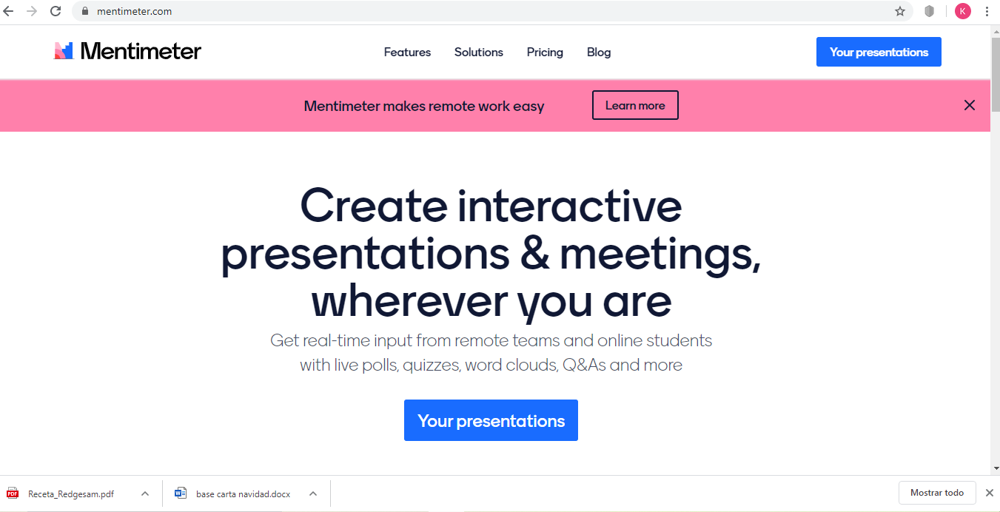 mentimeter.com
K
Mentimeter
Features Solutions Pricing Blog
Your presentations
Mentimeter makes remote work easy
Learn more
Create interactive
presentations & meetings,
wherever you are
Get real-time input from remote teams and online students
with live polls, quizzes, word clouds, Q&As and more
Your presentations
PDF
Receta_Redgesam.pdf
W
base carta navidad.docx
Mostrar todo